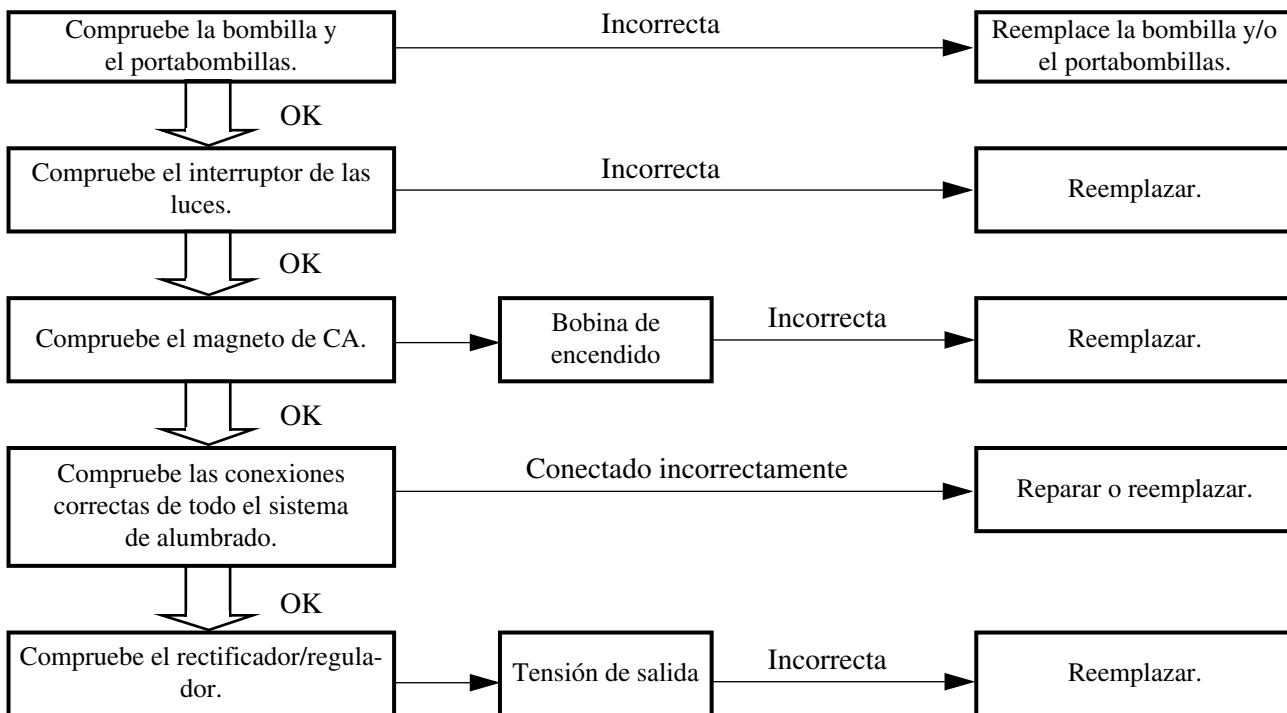 Compruebe la bombilla y
el portabombillas.
Incorrecta
Reemplace la bombilla y/o
el portabombillas.
OK
Compruebe el interruptor de las
luces.
Incorrecta
Reemplazar.
OK
Compruebe el magneto de CA.
Bobina de
encendido
Incorrecta
Reemplazar.
OK
Compruebe las conexiones
correctas de todo el sistema
de alumbrado.
Conectado incorrectamente
Reparar o reemplazar.
OK
Compruebe el rectificador/regula-
dor.
Tensión de salida
Incorrecta
Reemplazar.